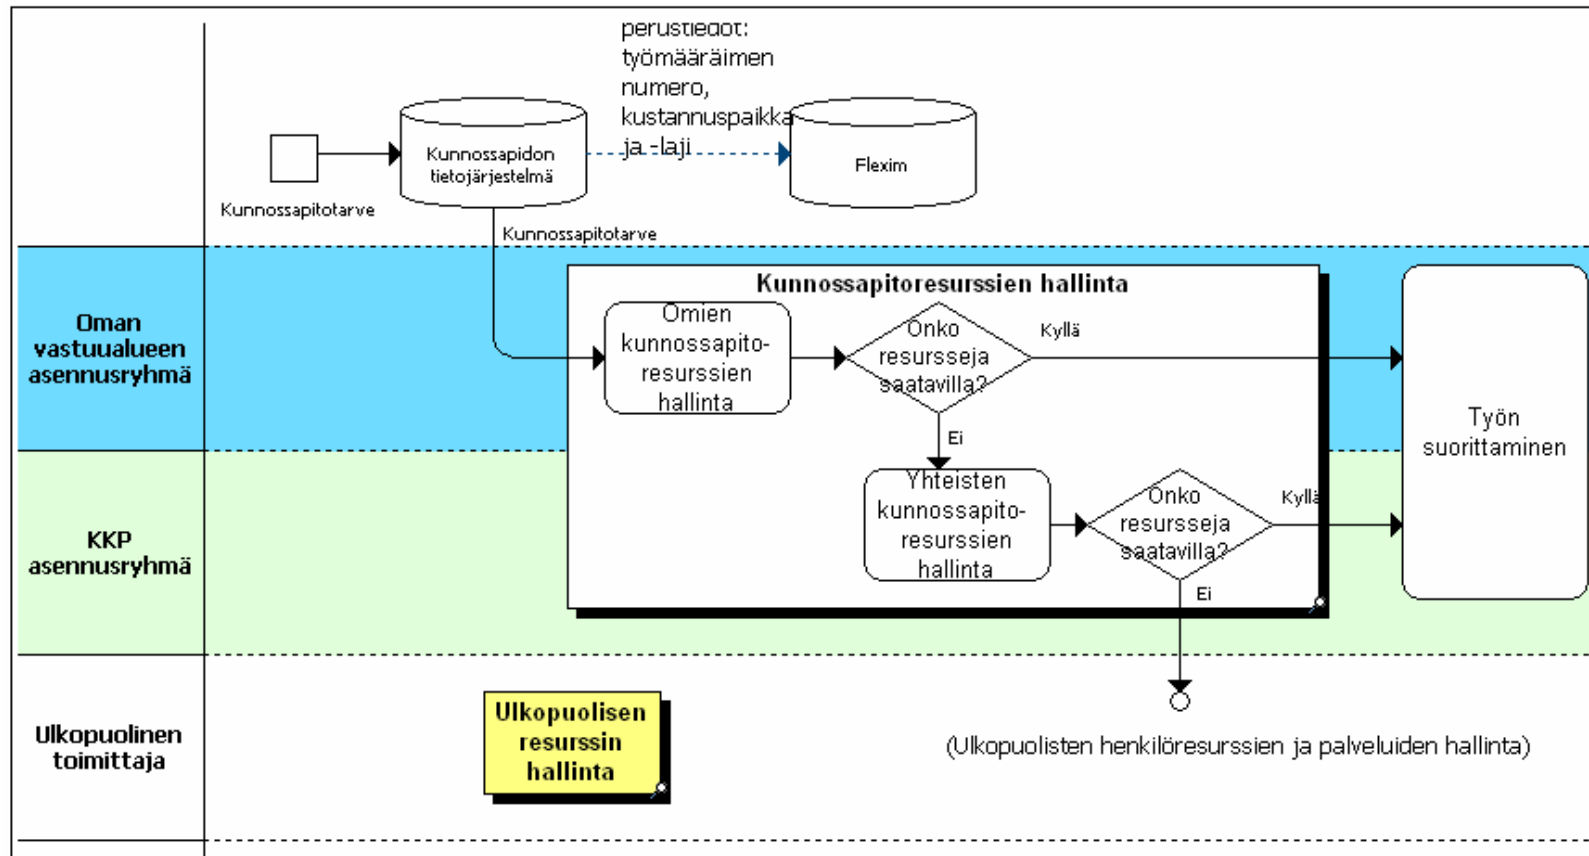 perustiedot:
työmääräimen
numero,
kustannuspaikka
ja -laji
Kunnossapidon
tietojärjestelmä
Flexim
Kunnossapitotarve
Kunnossapitotarve
Oman
vastuualueen
asennusryhmä
Kunnossapitoresurssien hallinta
Omien
kunnossapito-
resurssien
hallinta
Onko
resursseja
saatavilla?
Kyllä
Ei
Työn
suorittaminen
KKP
asennusryhmä
Yhteisten
kunnossapito-
resurssien
hallinta
Onko
resursseja
saatavilla?
Kyllä
Ei
Ulkopuolinen
toimittaja
Ulkopuolisen
resurssin
hallinta
(Ulkopuolisten henkilöresurssien ja palveluiden hallinta)